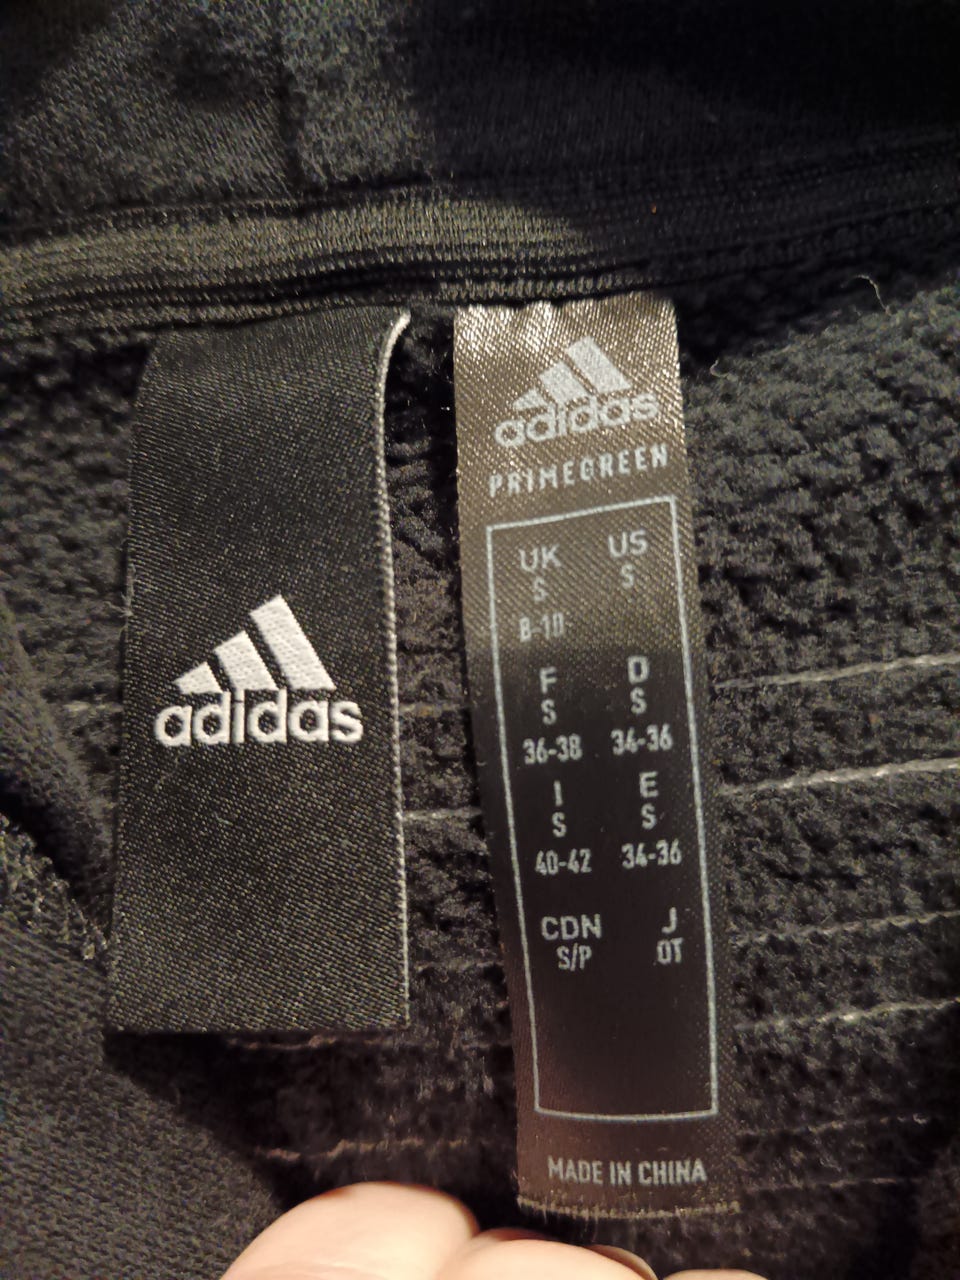 adidas
adidas
PRIMEGREEN
UK US
S S
8-10
F D
S S
36-38 34-36
I E
S S
40-42 34-36
CDN J
S/P OT
MADE IN CHINA